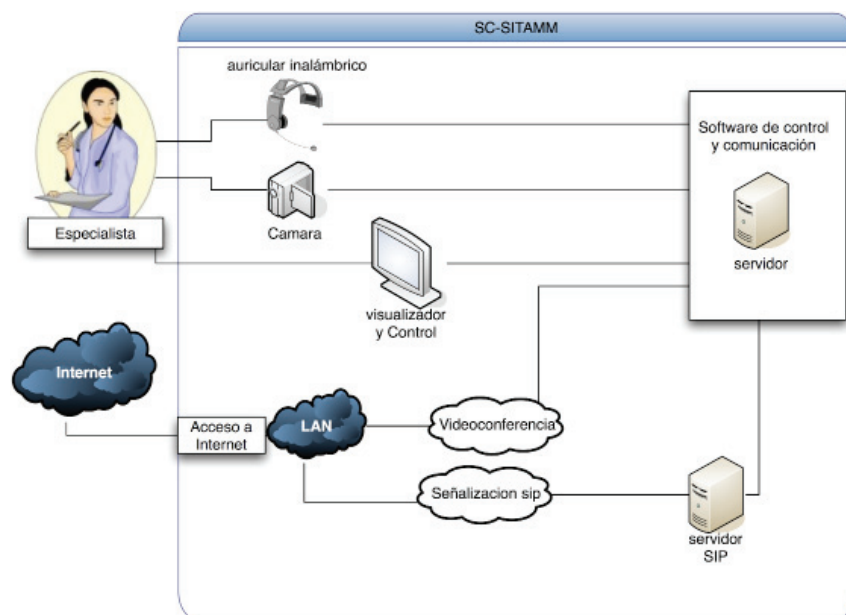 SC-SITAMM
auricular inalámbrico
Software de control
y comunicación
Camara
servidor
Especialista
visualizador
y Control
Internet
Acceso a
Internet
LAN
Videoconferencia
Señalizacion sip
servidor
SIP